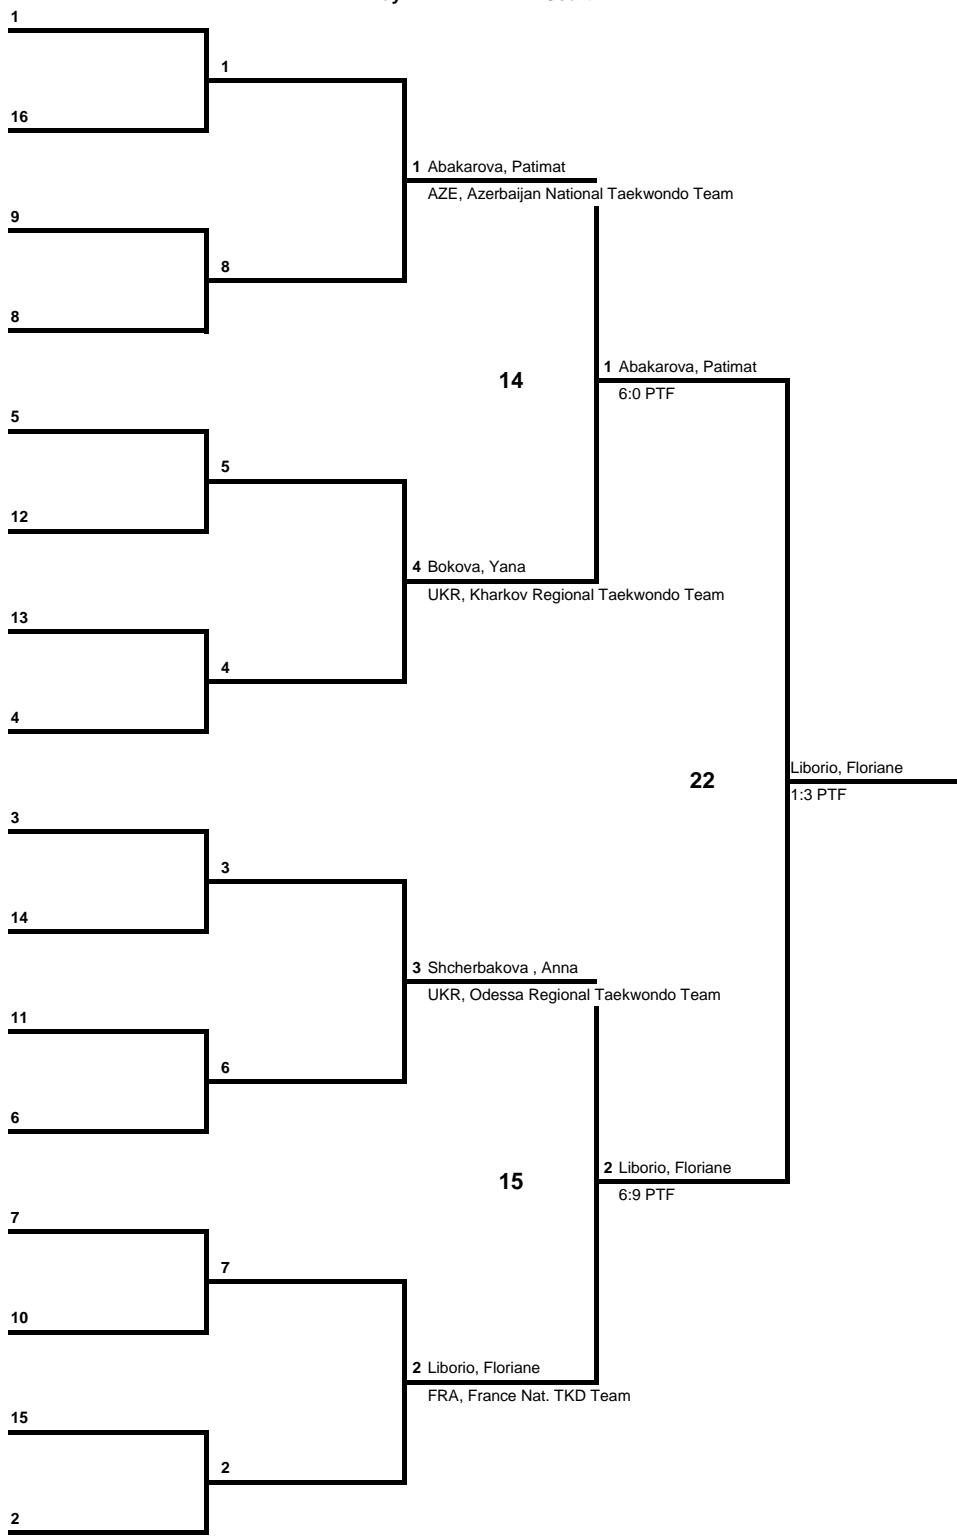 1
1
16
1 Abakarova, Patimat
AZE, Azerbaijan National Taekwondo Team
9
8
8
14
1 Abakarova, Patimat
6:0 PTF
5
5
12
4 Bokova, Yana
UKR, Kharkov Regional Taekwondo Team
13
4
4
22
Liborio, Floriane
1:3 PTF
3
3
14
3 Shcherbakova , Anna
UKR, Odessa Regional Taekwondo Team
11
6
6
15
2 Liborio, Floriane
6:9 PTF
7
7
10
2 Liborio, Floriane
FRA, France Nat. TKD Team
15
2
2